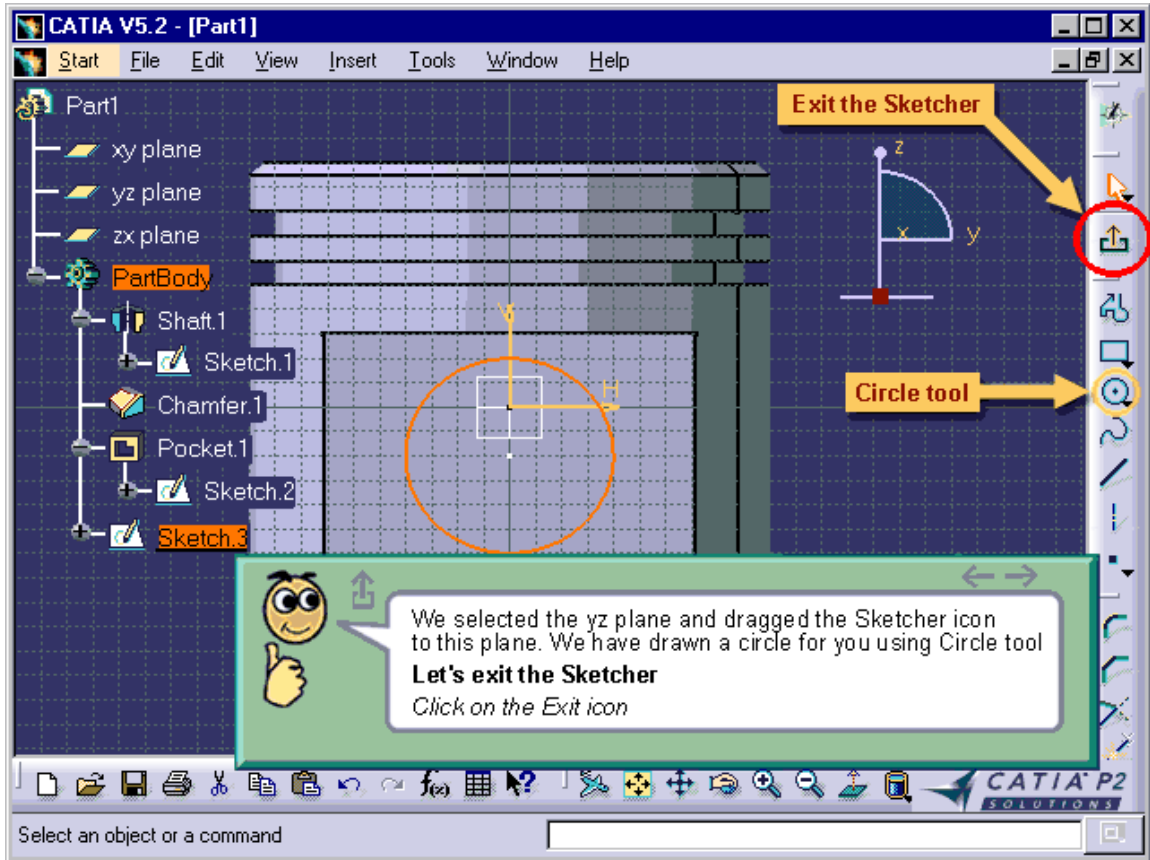 CATIA V5.2 - [Part1]
Start File Edit View Insert Tools Window Help
Part1
xy plane
yz plane
zx plane
PartBody
Shaft.1
Sketch.1
Chamfer.1
Pocket.1
Sketch.2
Sketch.3
Exit the Sketcher
z
x
y
V
H
Circle tool
We selected the yz plane and dragged the Sketcher icon
to this plane. We have drawn a circle for you using Circle tool
Let's exit the Sketcher
Click on the Exit icon
f(x)
CATIA P2
SOLUTIONS
Select an object or a command